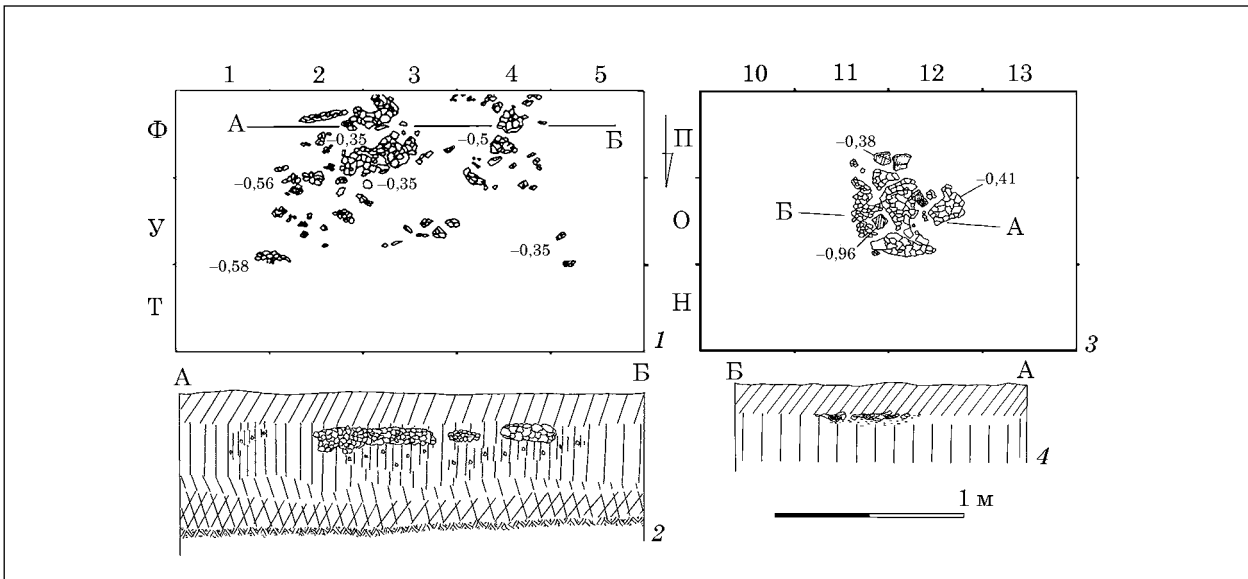 1 2 3 4 5
Ф
А Б
–0,35 –0,5
–0,56 –0,35
У
–0,35
–0,58
Т
1
10 11 12 13
П
–0,38
–0,41
О
Б А
–0,96
Н
3
А Б
2
Б А
4
1 м